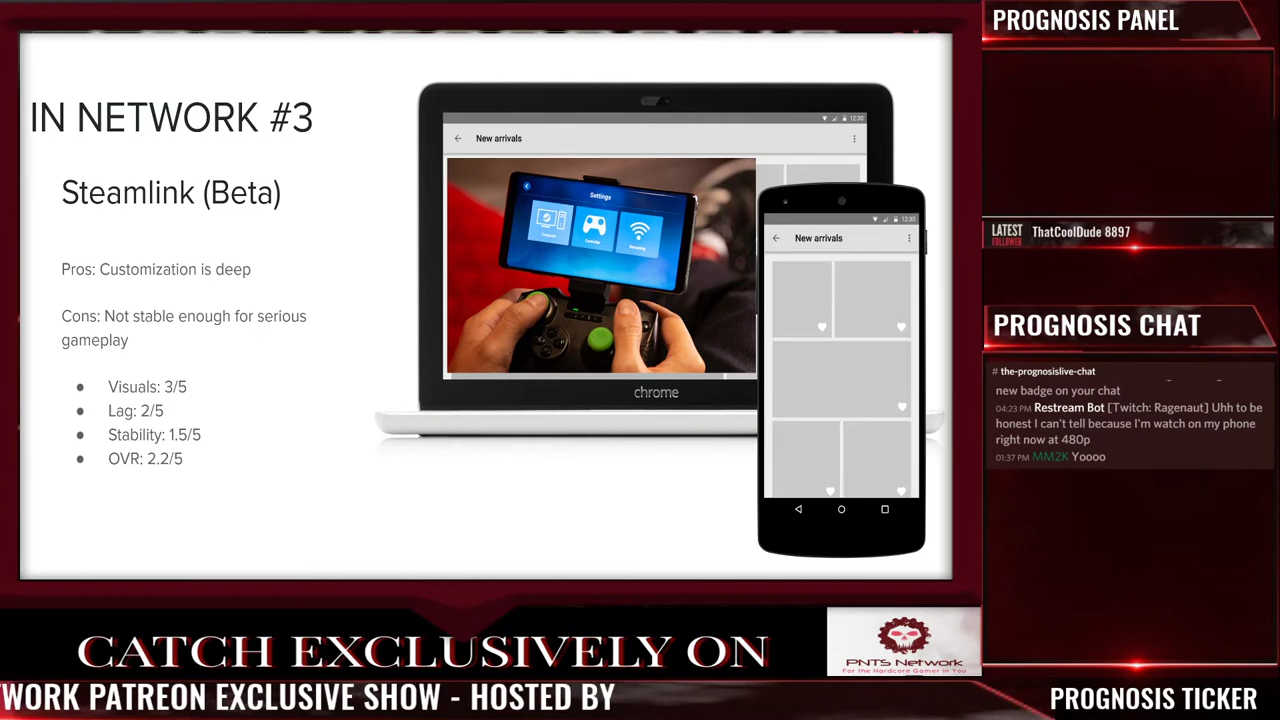 IN NETWORK #3
Steamlink (Beta)
Pros: Customization is deep
Cons: Not stable enough for serious
gameplay
● Visuals: 3/5
● Lag: 2/5
● Stability: 1.5/5
● OVR: 2.2/5
12:30
New arrivals
Settings
chrome
12:30
New arrivals
PROGNOSIS PANEL
LATEST
FOLLOWER
ThatCoolDude 8897
PROGNOSIS CHAT
# the-prognosislive-chat
new badge on your chat
04:23 PM Restream Bot [Twitch: Ragenaut] Uhh to be
honest I can't tell because I'm watch on my phone
right now at 480p
01:37 PM MM2K Yoooo
CATCH EXCLUSIVELY ON
PNTS Network
For the Hardcore Gamer in You
TWORK PATREON EXCLUSIVE SHOW - HOSTED BY
PROGNOSIS TICKER